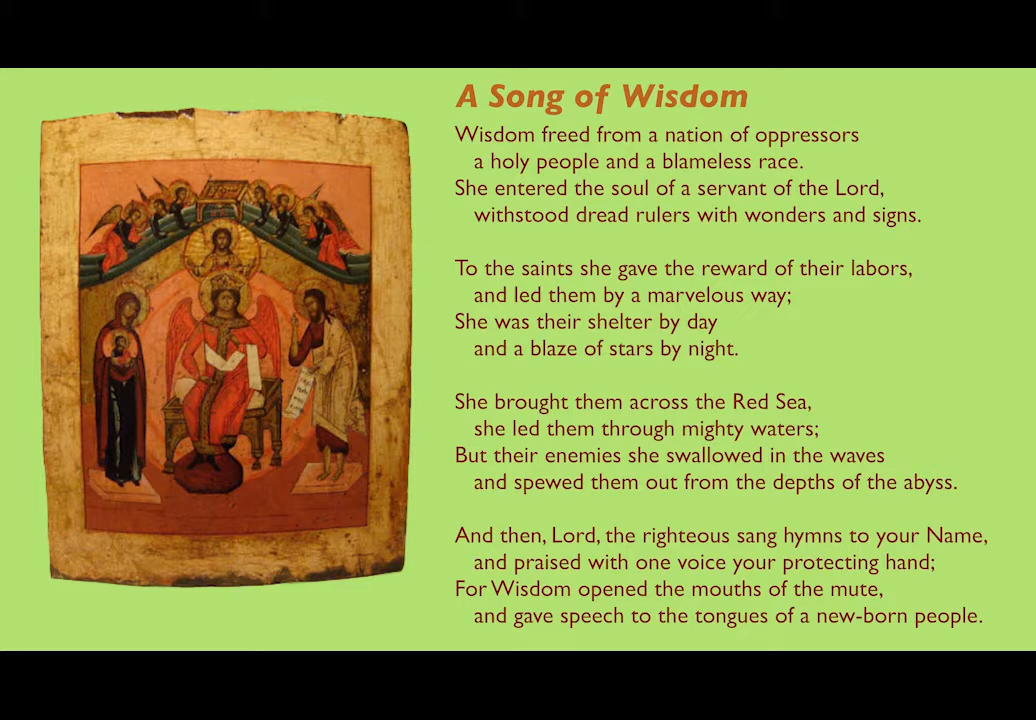 A Song of Wisdom
Wisdom freed from a nation of oppressors
a holy people and a blameless race.
She entered the soul of a servant of the Lord,
withstood dread rulers with wonders and signs.
To the saints she gave the reward of their labors,
and led them by a marvelous way;
She was their shelter by day
and a blaze of stars by night.
She brought them across the Red Sea,
she led them through mighty waters;
But their enemies she swallowed in the waves
and spewed them out from the depths of the abyss.
And then, Lord, the righteous sang hymns to your Name,
and praised with one voice your protecting hand;
For Wisdom opened the mouths of the mute,
and gave speech to the tongues of a new-born people.